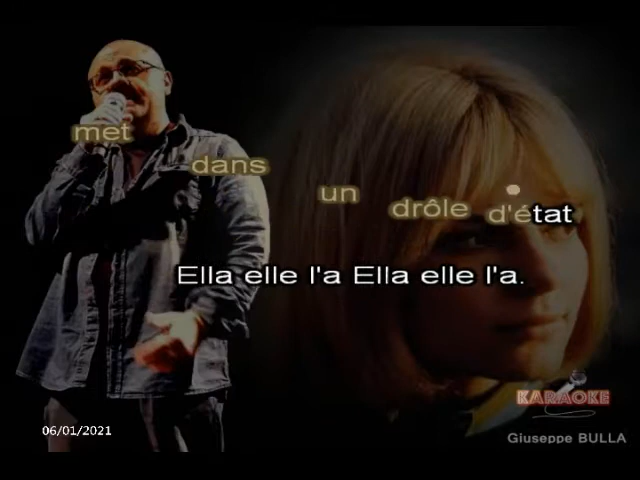 met dans un drôle d'état
Ella elle l'a Ella elle l'a.
KARAOKE
06/01/2021
Giuseppe BULLA